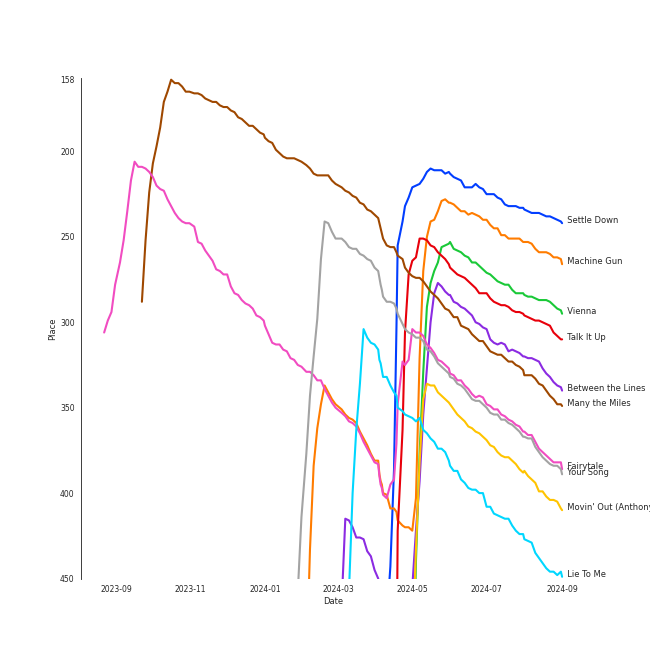 158
200
250
300
350
400
450
Place
2023-09
2023-11
2024-01
2024-03
2024-05
2024-07
2024-09
Date
Settle Down
Machine Gun
Vienna
Talk It Up
Between the Lines
Many the Miles
Fairytale
Your Song
Movin' Out (Anthony
Lie To Me